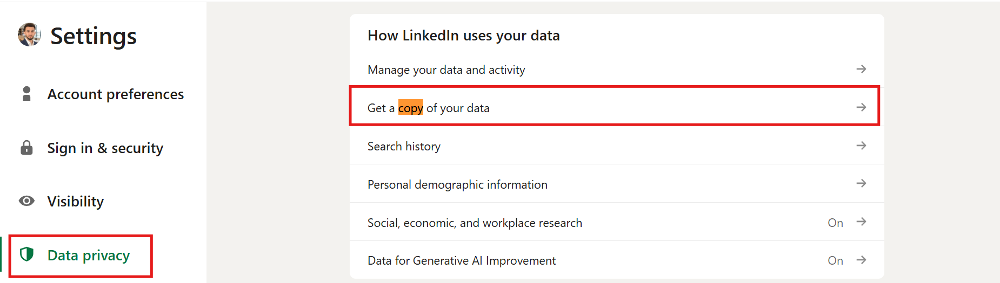 Settings
Account preferences
Sign in & security
Visibility
Data privacy
How LinkedIn uses your data
Manage your data and activity
Get a copy of your data
Search history
Personal demographic information
Social, economic, and workplace research On
Data for Generative AI Improvement On